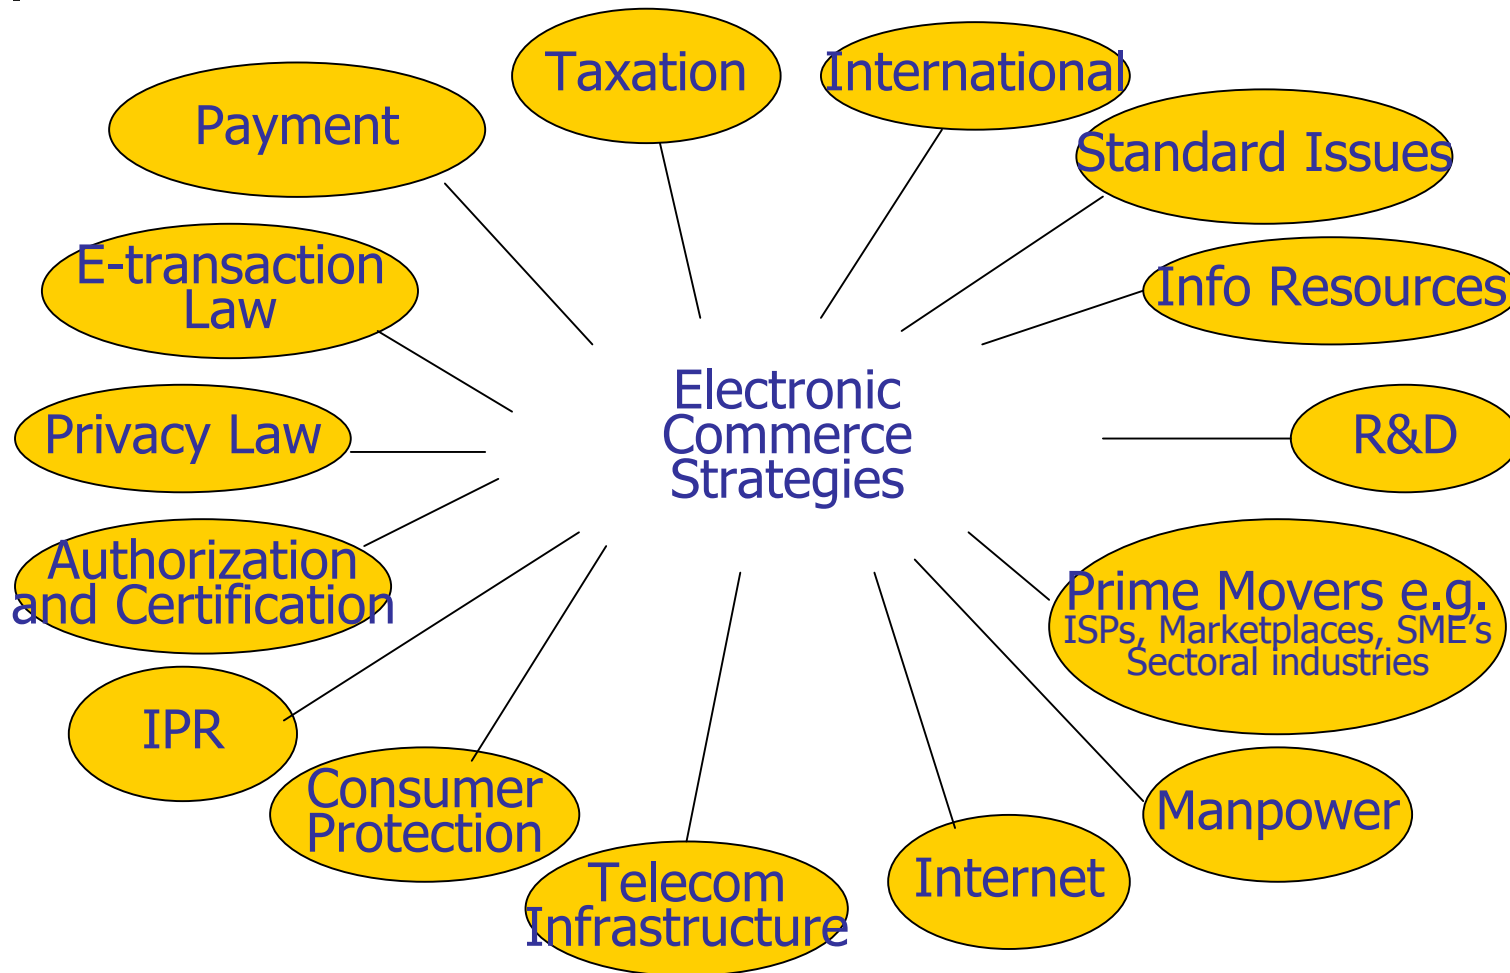 Taxation
International
Payment
Standard Issues
E-transaction
Law
Info Resources
Electronic
Commerce
Strategies
Privacy Law
R&D
Authorization
and Certification
Prime Movers e.g.
ISPs, Marketplaces, SME’s
Sectoral industries
IPR
Consumer
Protection
Manpower
Telecom
Infrastructure
Internet